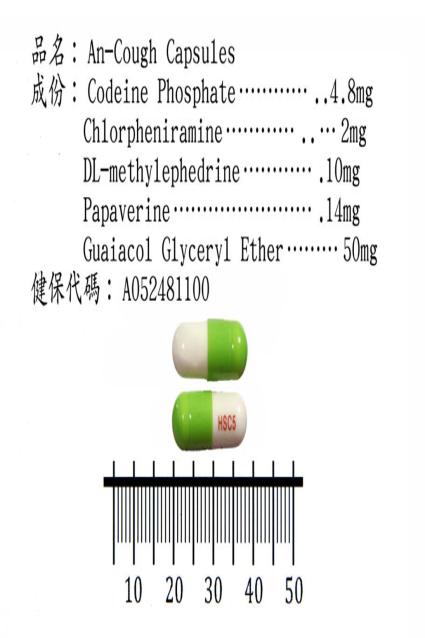 品名：An-Cough Capsules
成份：Codeine Phosphate…………..4.8mg
Chlorpheniramine…………..…2mg
DL-methylephedrine………….10mg
Papaverine…………………….14mg
Guaiacol Glyceryl Ether………50mg
健保代碼：A052481100
HSC5
10 20 30 40 50